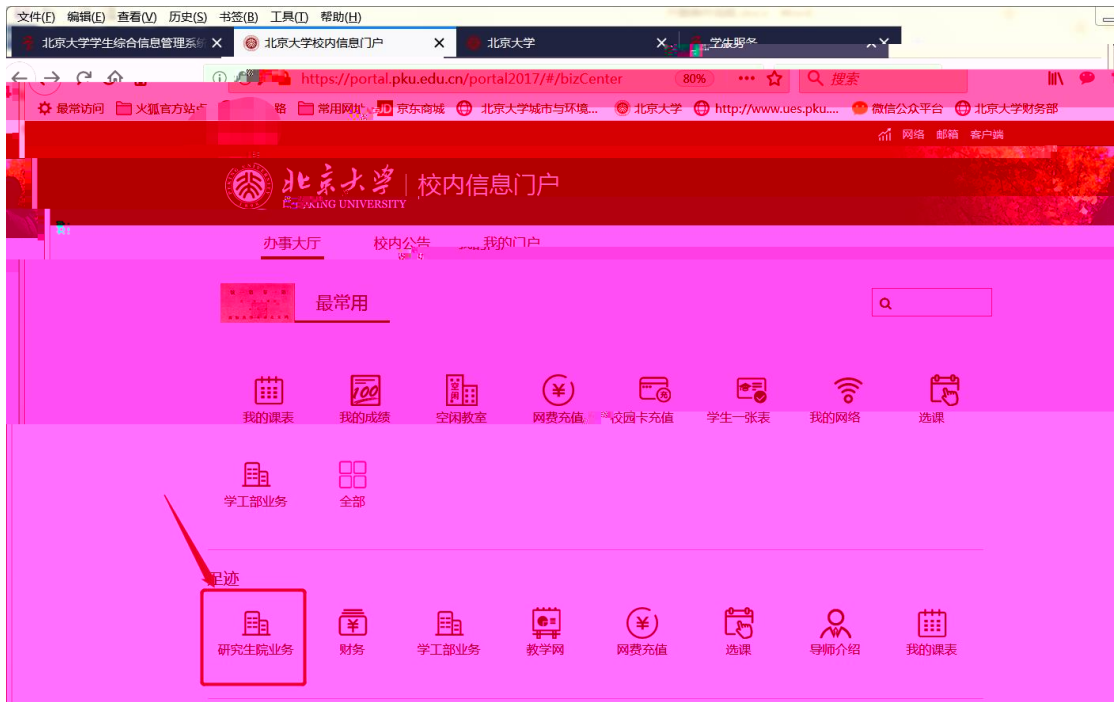 文件(F) 编辑(E) 查看(V) 历史(S) 书签(B) 工具(T) 帮助(H)
北京大学学生综合信息管理系统 北京大学校内信息门户 北京大学 学生服务
https://portal.pku.edu.cn/portal2017/#/bizCenter 80% 搜索
最常访问 火狐官方站点 常用网址 京东商城 北京大学城市与环境... 北京大学 http://www.ues.pku.... 微信公众平台 北京大学财务部
网络 邮箱 客户端
北京大学 校内信息门户
PEKING UNIVERSITY
办事大厅 校内公告 我的门户
最常用
我的课表 我的成绩 空闲教室 网费充值 校园卡充值 学生一张表 我的网络 选课
学工部业务 全部
足迹
研究生院业务 财务 学工部业务 教学网 网费充值 选课 导师介绍 我的课表